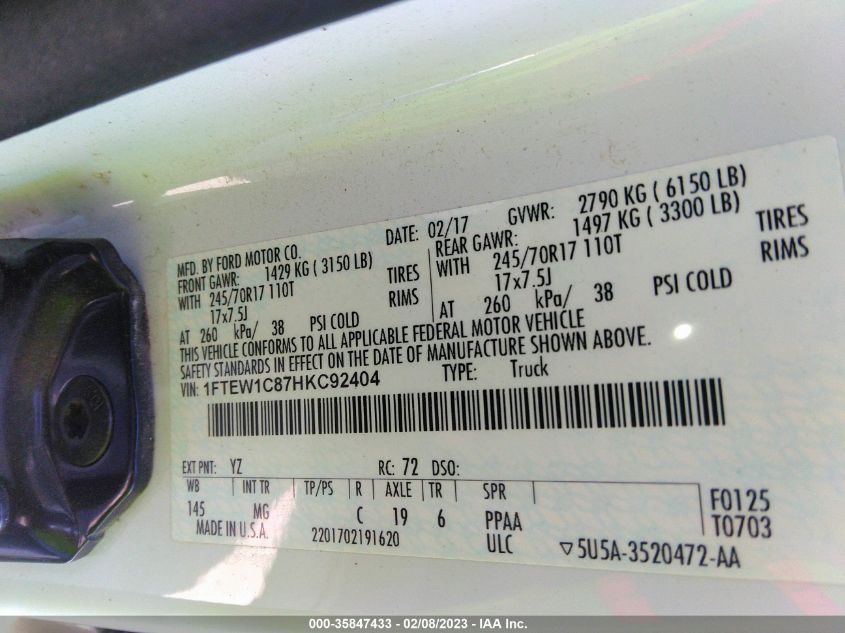 MFD. BY FORD MOTOR CO. DATE: 02/17 GVWR: 2790 KG ( 6150 LB)
FRONT GAWR: 1429 KG ( 3150 LB) REAR GAWR: 1497 KG ( 3300 LB)
WITH 245/70R17 110T TIRES WITH 245/70R17 110T TIRES
17x7.5J RIMS 17x7.5J RIMS
AT 260 kPa/ 38 PSI COLD AT 260 kPa/ 38 PSI COLD
THIS VEHICLE CONFORMS TO ALL APPLICABLE FEDERAL MOTOR VEHICLE
SAFETY STANDARDS IN EFFECT ON THE DATE OF MANUFACTURE SHOWN ABOVE.
VIN: 1FTEW1C87HKC92404 TYPE: Truck
EXT PNT: YZ RC: 72 DSO:
WB INT TR TP/PS R AXLE TR SPR F0125
145 MG C 19 6 PPAA T0703
MADE IN U.S.A. 2201702191620 ULC ▽5U5A-3520472-AA
000-35847433 - 02/08/2023 - IAA Inc.